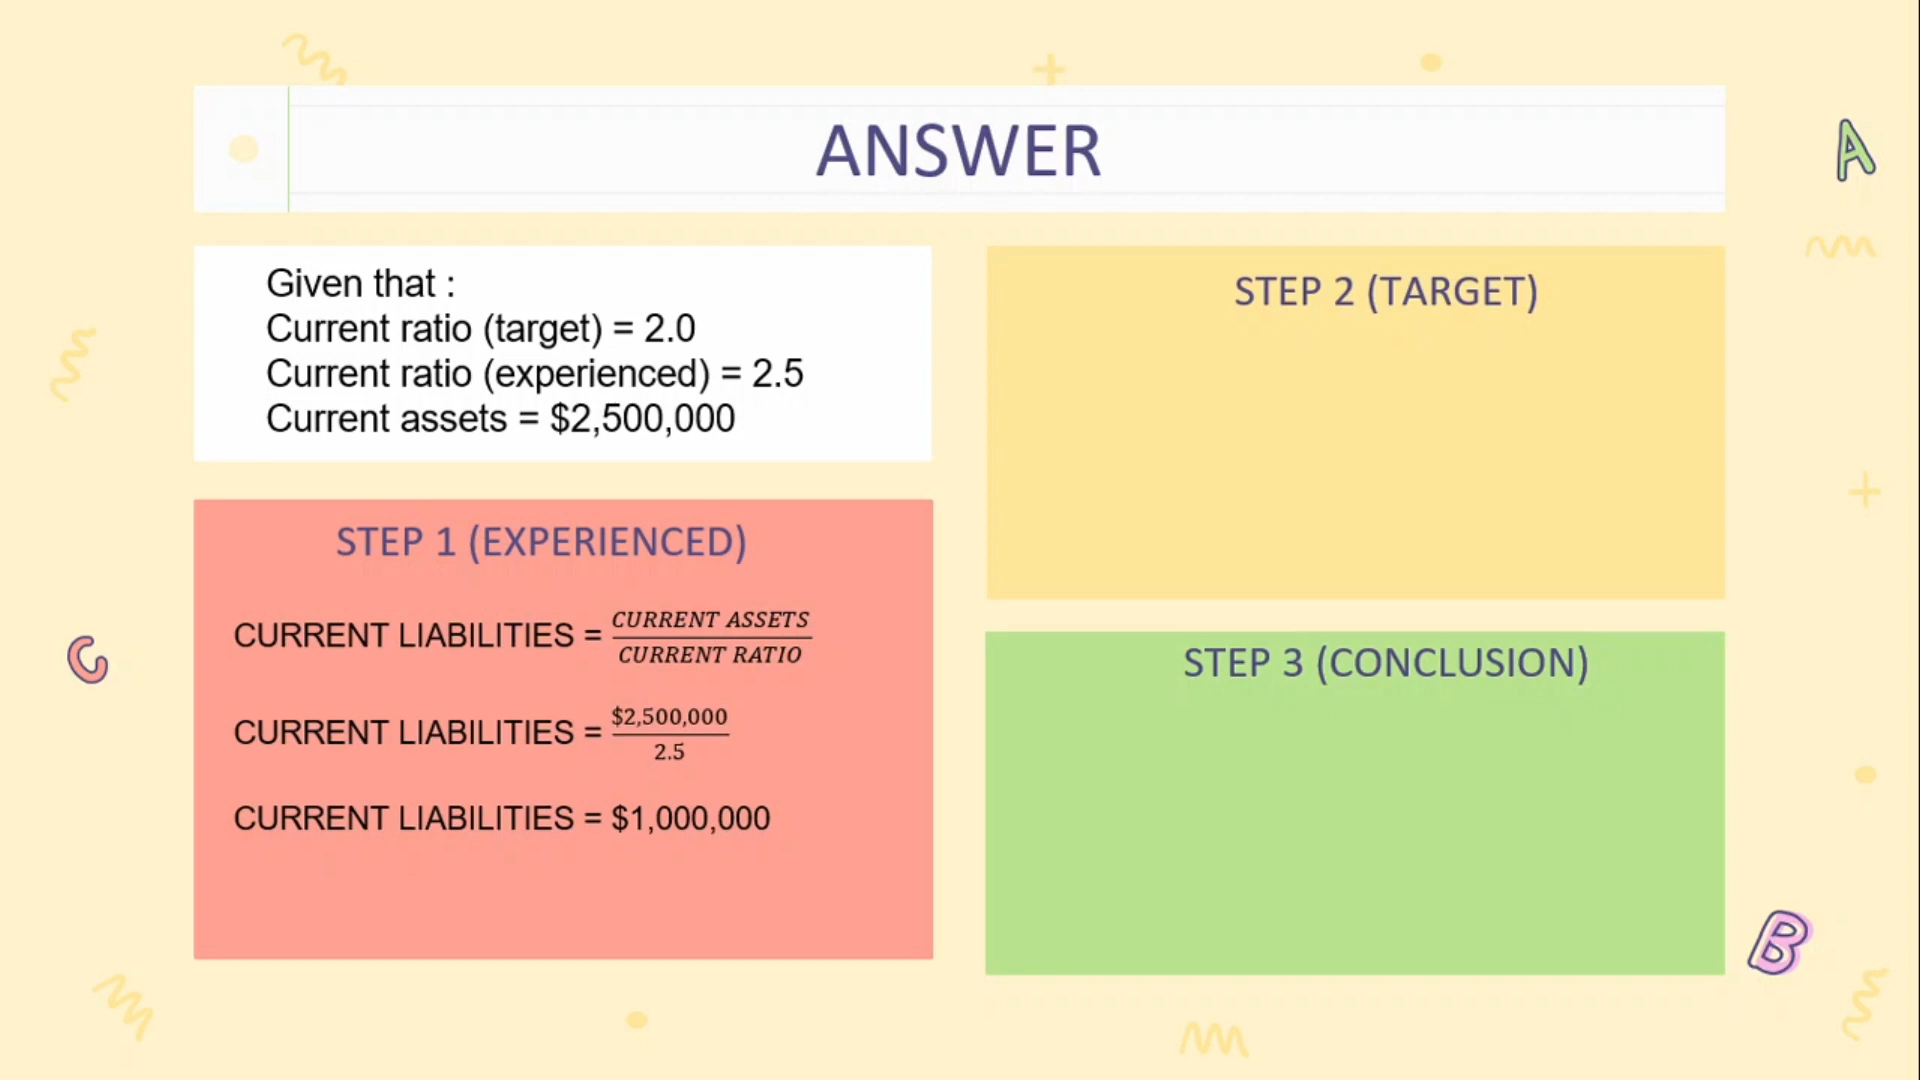 ANSWER
Given that :
Current ratio (target) = 2.0
Current ratio (experienced) = 2.5
Current assets = $2,500,000
STEP 1 (EXPERIENCED)
CURRENT LIABILITIES = CURRENT ASSETS / CURRENT RATIO
CURRENT LIABILITIES = $2,500,000 / 2.5
CURRENT LIABILITIES = $1,000,000
STEP 2 (TARGET)
STEP 3 (CONCLUSION)
A
C
B